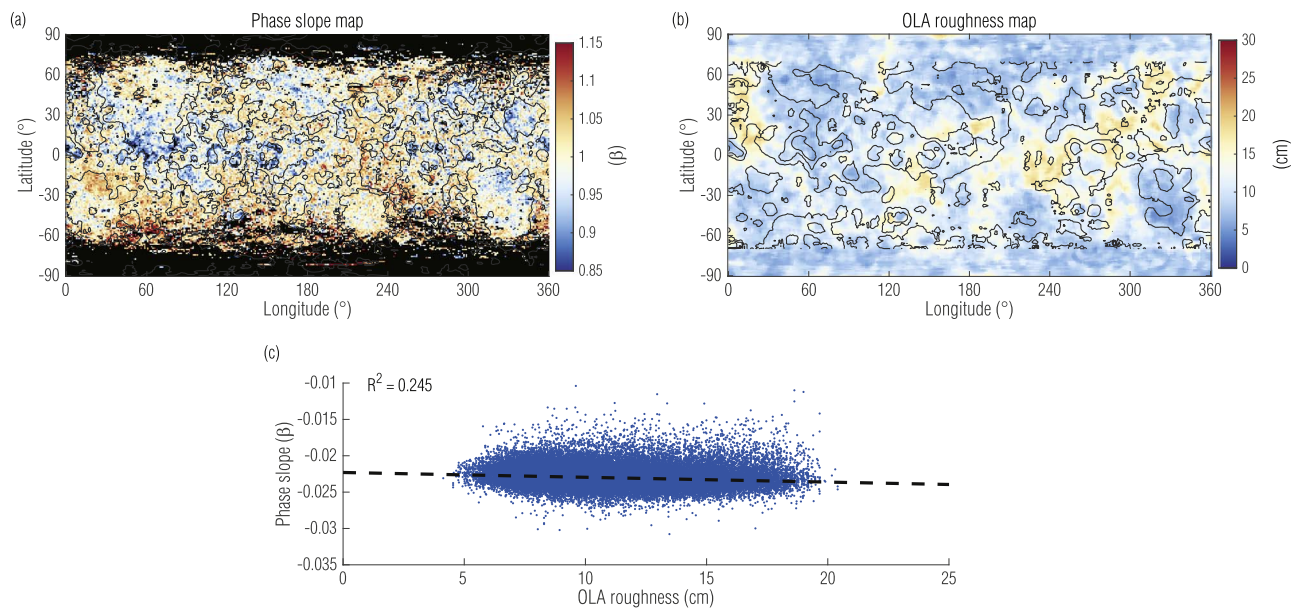 (a)
Phase slope map
90
60
30
0
-30
-60
-90
Latitude (°)
0 60 120 180 240 300 360
Longitude (°)
1.15
1.1
1.05
1
0.95
0.9
0.85
(β)
(b)
OLA roughness map
90
60
30
0
-30
-60
-90
Latitude (°)
0 60 120 180 240 300 360
Longitude (°)
30
25
20
15
10
5
0
(cm)
(c)
R² = 0.245
-0.01
-0.015
-0.02
-0.025
-0.03
-0.035
Phase slope (β)
0 5 10 15 20 25
OLA roughness (cm)